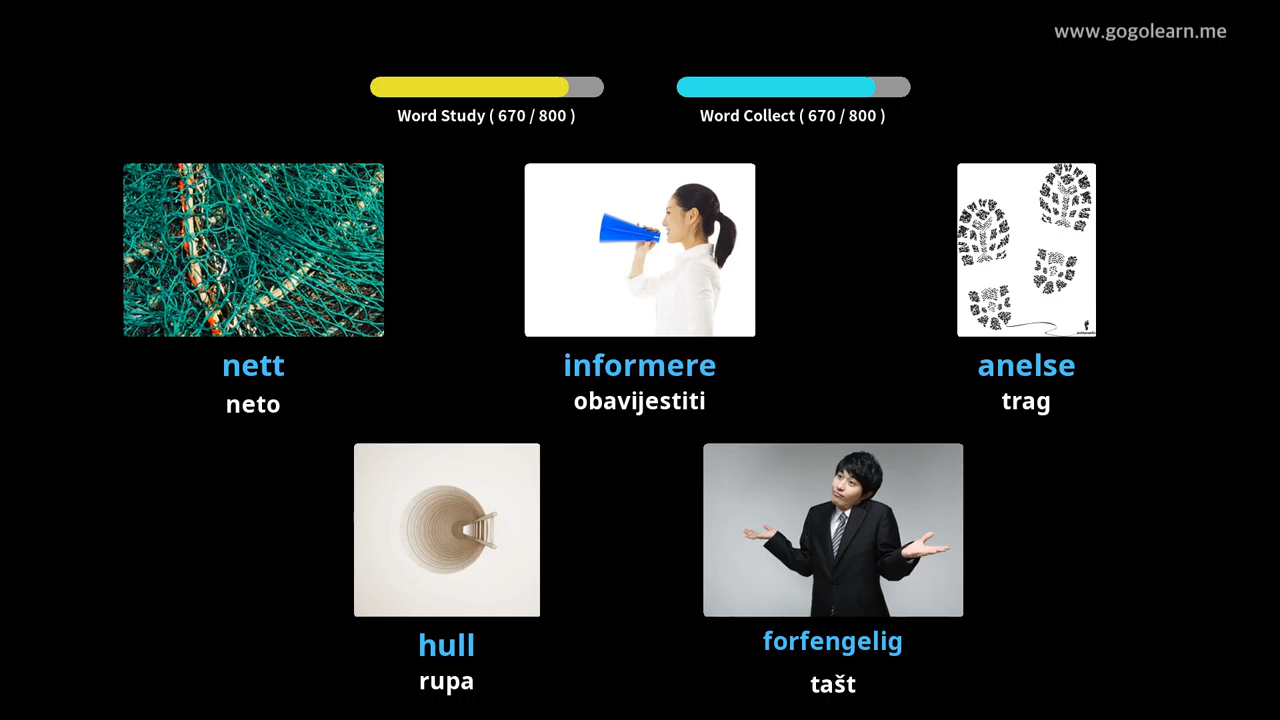 www.gogolearn.me
Word Study ( 670 / 800 )
Word Collect ( 670 / 800 )
nett
neto
informere
obavijestiti
anelse
trag
hull
rupa
forfengelig
tašt